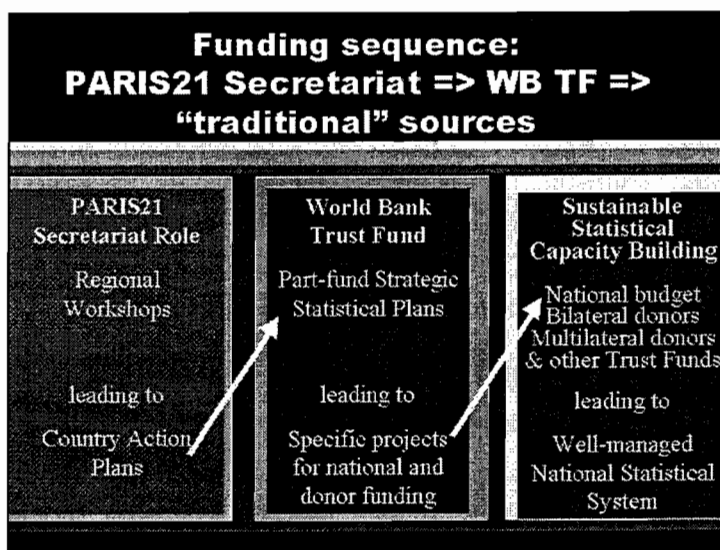 Funding sequence:
PARIS21 Secretariat => WB TF =>
“traditional” sources
PARIS21
Secretariat Role
Regional
Workshops
leading to
Country Action
Plans
World Bank
Trust Fund
Part-fund Strategic
Statistical Plans
leading to
Specific projects
for national and
donor funding
Sustainable
Statistical
Capacity Building
National budget
Bilateral donors
Multilateral donors
& other Trust Funds
leading to
Well-managed
National Statistical
System